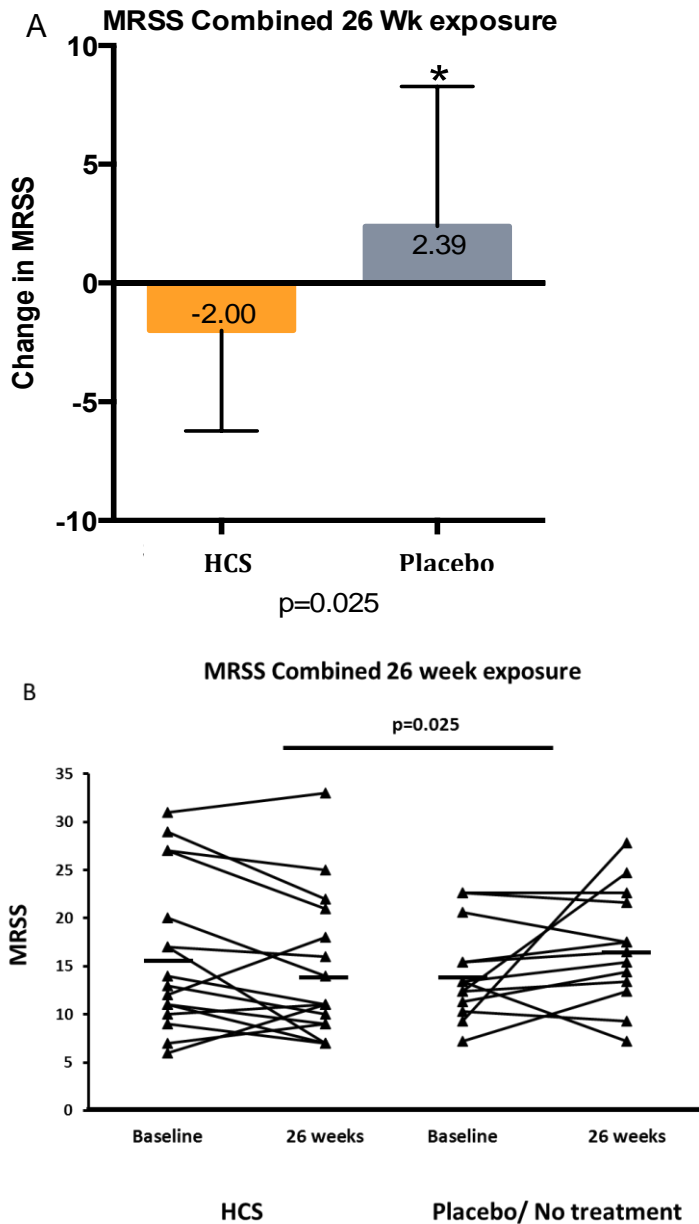 A
MRSS Combined 26 Wk exposure
*
10
5
0
-5
-10
Change in MRSS
-2.00
2.39
HCS
Placebo
p=0.025
MRSS Combined 26 week exposure
B
p=0.025
MRSS
35
30
25
20
15
10
5
0
Baseline
26 weeks
Baseline
26 weeks
HCS
Placebo/ No treatment